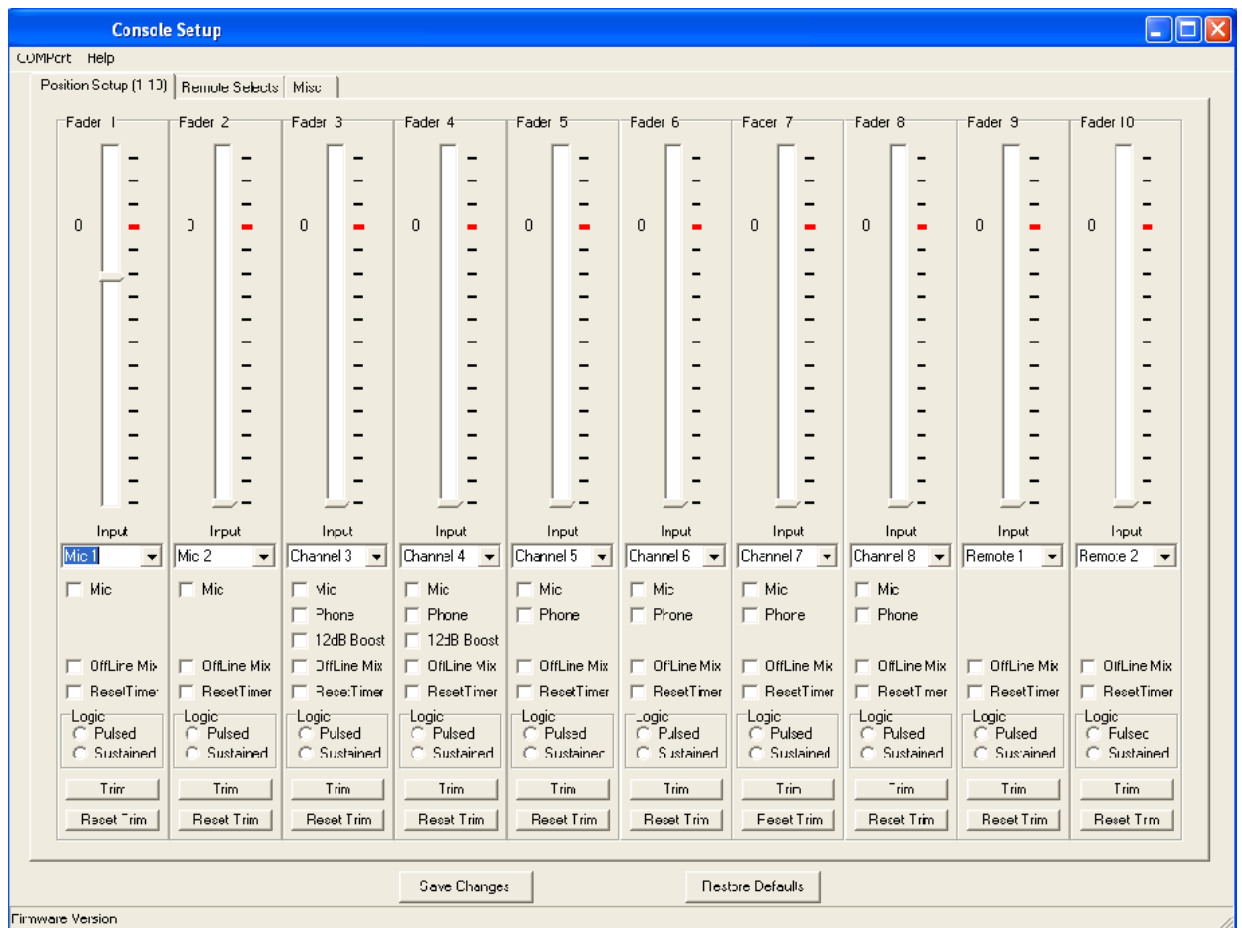 Console Setup
COMPort Help
Position Setup (1-10) Remote Selects Misc
Fader 1 Fader 2 Fader 3 Fader 4 Fader 5 Fader 6 Fader 7 Fader 8 Fader 9 Fader 10
0 0 0 0 0 0 0 0 0 0
Input Input Input Input Input Input Input Input Input Input
Mic 1 Mic 2 Channel 3 Channel 4 Channel 5 Channel 6 Channel 7 Channel 8 Remote 1 Remote 2
Mic Mic Mic Mic Mic Mic Mic Mic
Phone Phone Phone Phone Phone Phone
12dB Boost 12dB Boost
OffLine Mix OffLine Mix OffLine Mix OffLine Mix OffLine Mix OffLine Mix OffLine Mix OffLine Mix OffLine Mix OffLine Mix
ResetTimer ResetTimer ResetTimer ResetTimer ResetTimer ResetTimer ResetTimer ResetTimer ResetTimer ResetTimer
Logic Logic Logic Logic Logic Logic Logic Logic Logic Logic
Pulsed Pulsed Pulsed Pulsed Pulsed Pulsed Pulsed Pulsed Pulsed Pulsed
Sustained Sustained Sustained Sustained Sustained Sustained Sustained Sustained Sustained Sustained
Trim Trim Trim Trim Trim Trim Trim Trim Trim Trim
Reset Trim Reset Trim Reset Trim Reset Trim Reset Trim Reset Trim Reset Trim Reset Trim Reset Trim Reset Trim
Save Changes Restore Defaults
Firmware Version